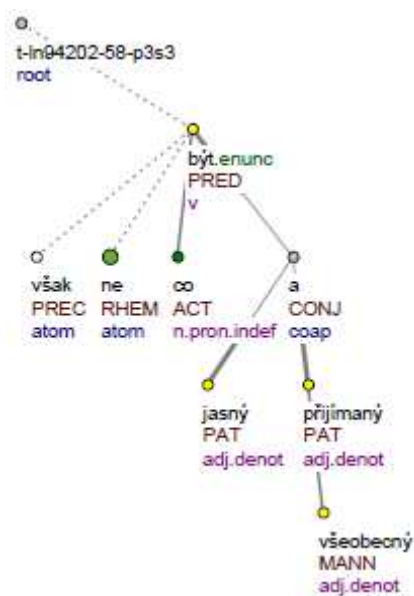 t-ln94202-58-p3s3
root
být.enunc
PRED
v
však ne co a
PREC RHEM ACT CONJ
atom atom n.pron.indef coap
jasný přijímaný
PAT PAT
adj.denot adj.denot
všeobecný
MANN
adj.denot